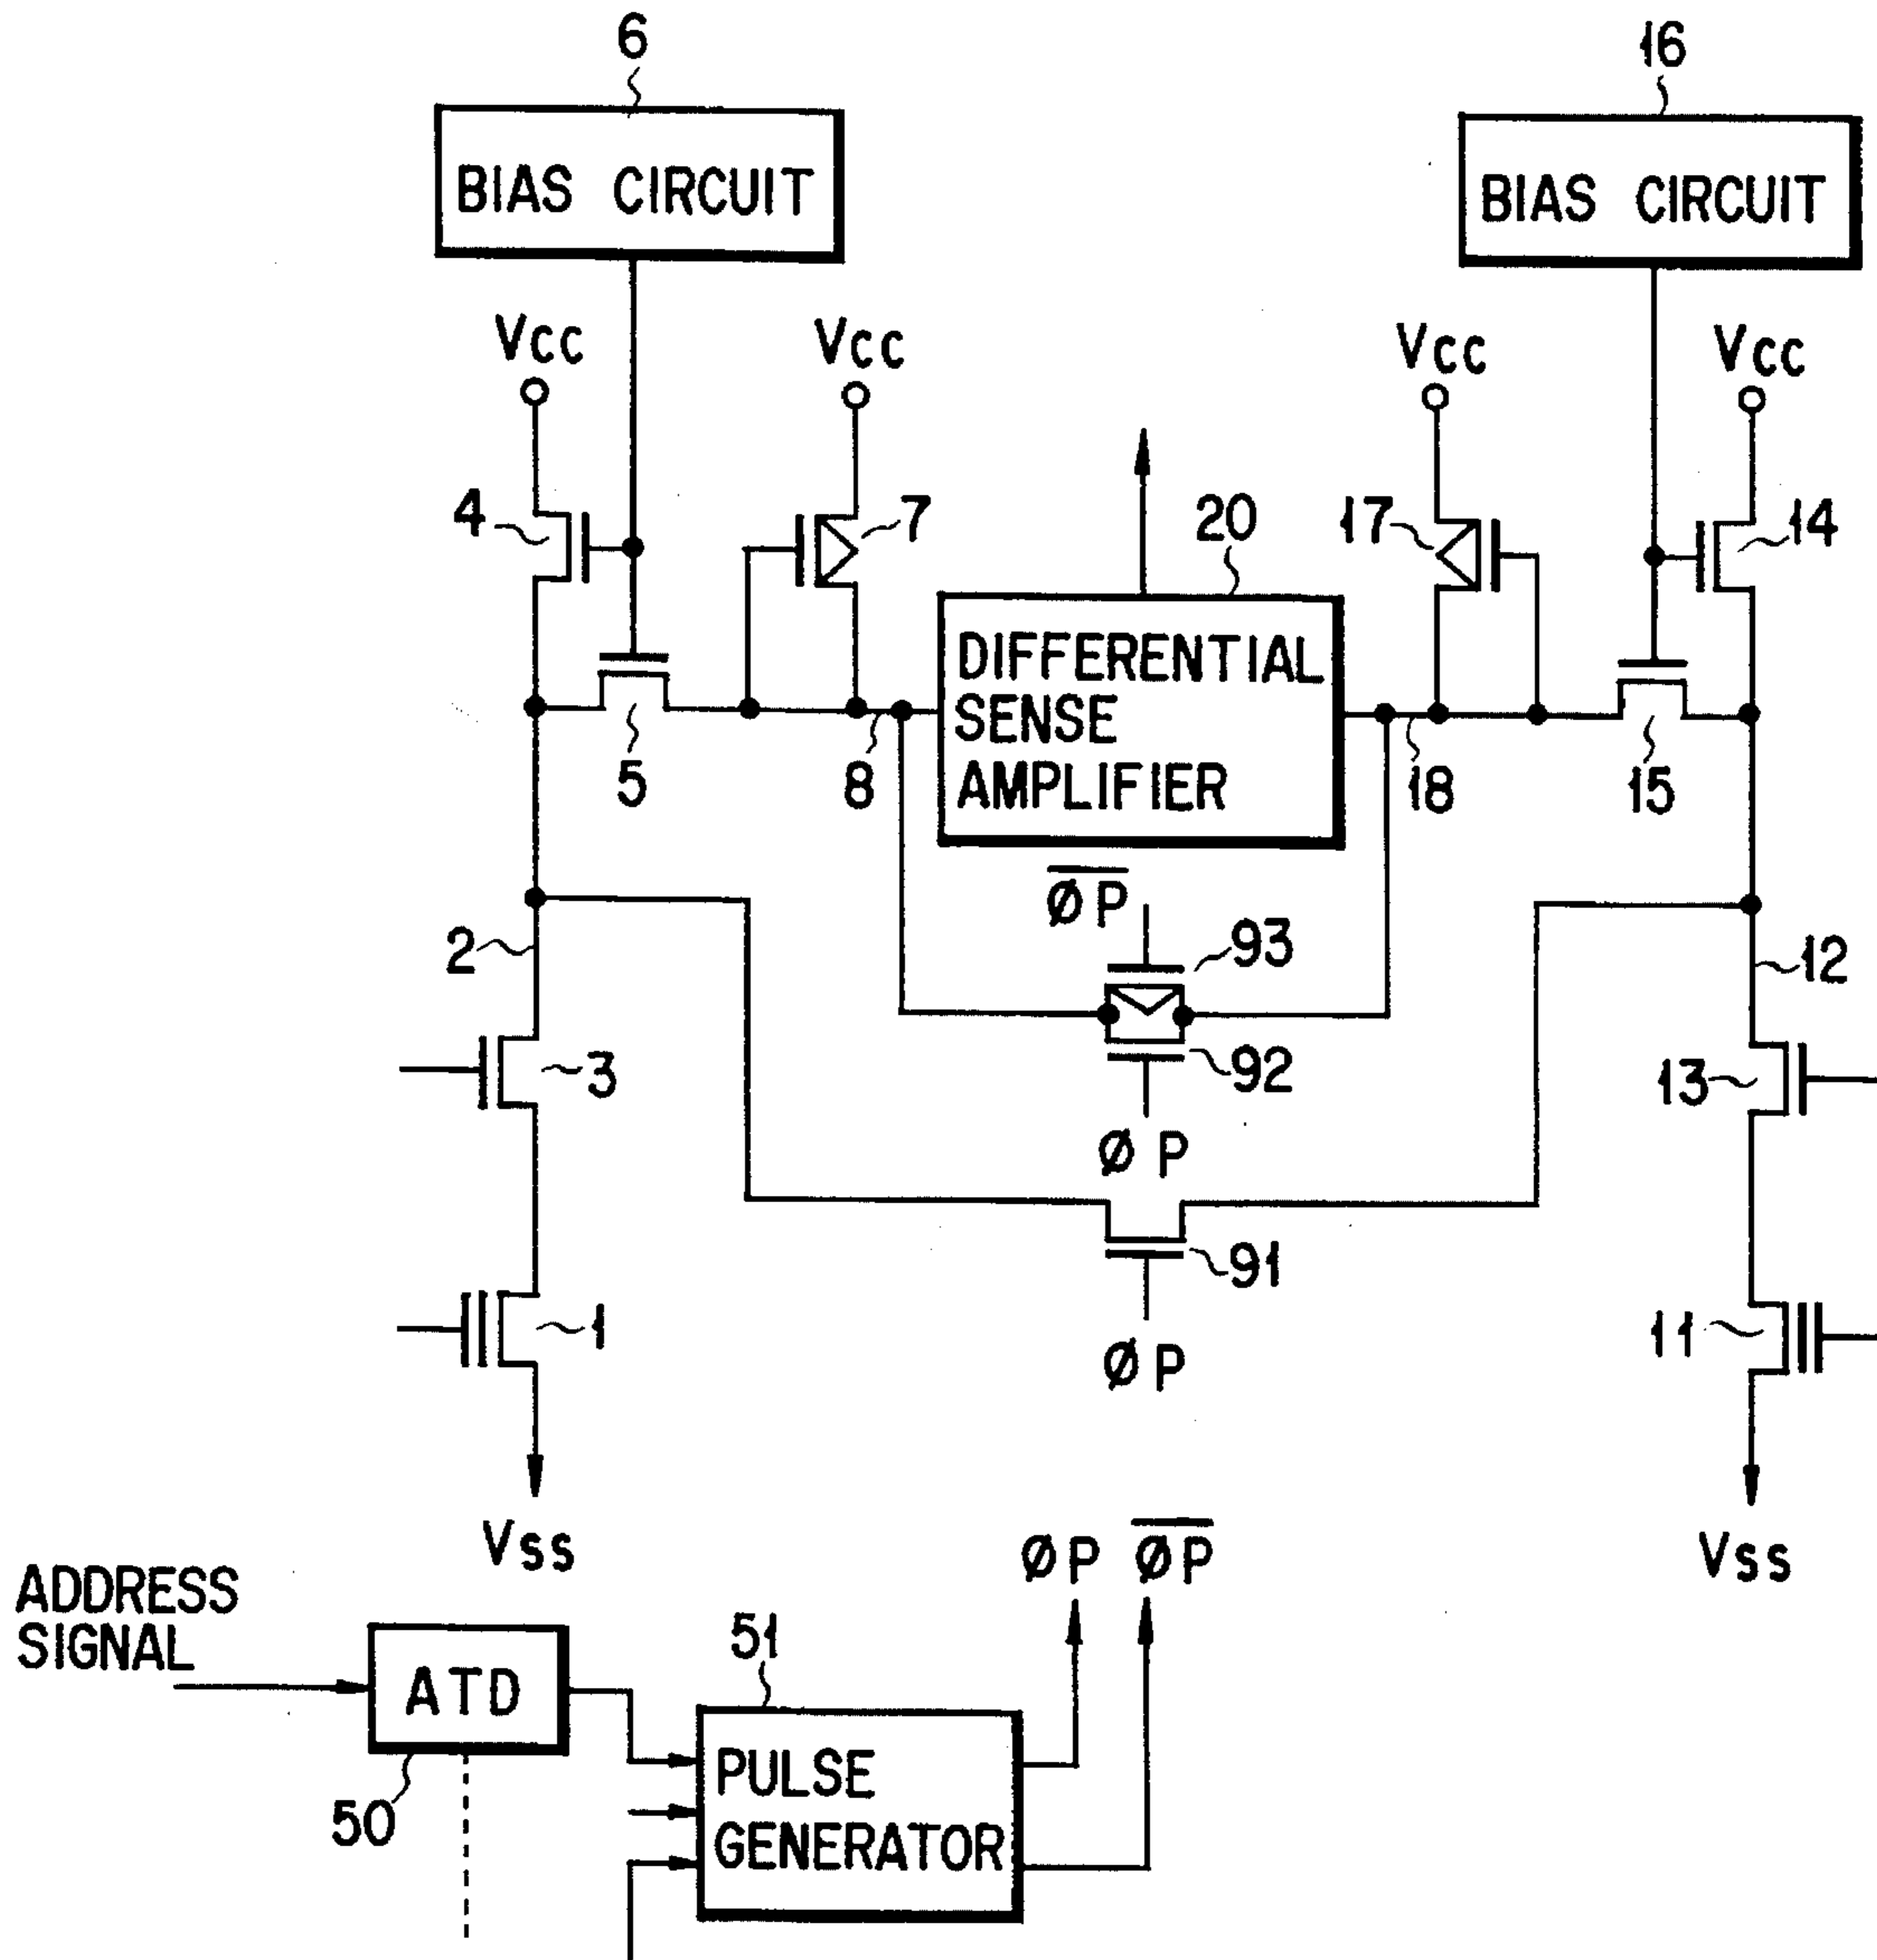 6
16
BIAS CIRCUIT
BIAS CIRCUIT
Vcc
Vcc
Vcc
Vcc
4
7
20
17
14
DIFFERENTIAL
SENSE
AMPLIFIER
5
8
18
15
ØP
2
93
12
3
92
13
ØP
91
1
11
ØP
Vss
Vss
ØP
ØP
ADDRESS
SIGNAL
51
ATD
PULSE
GENERATOR
50